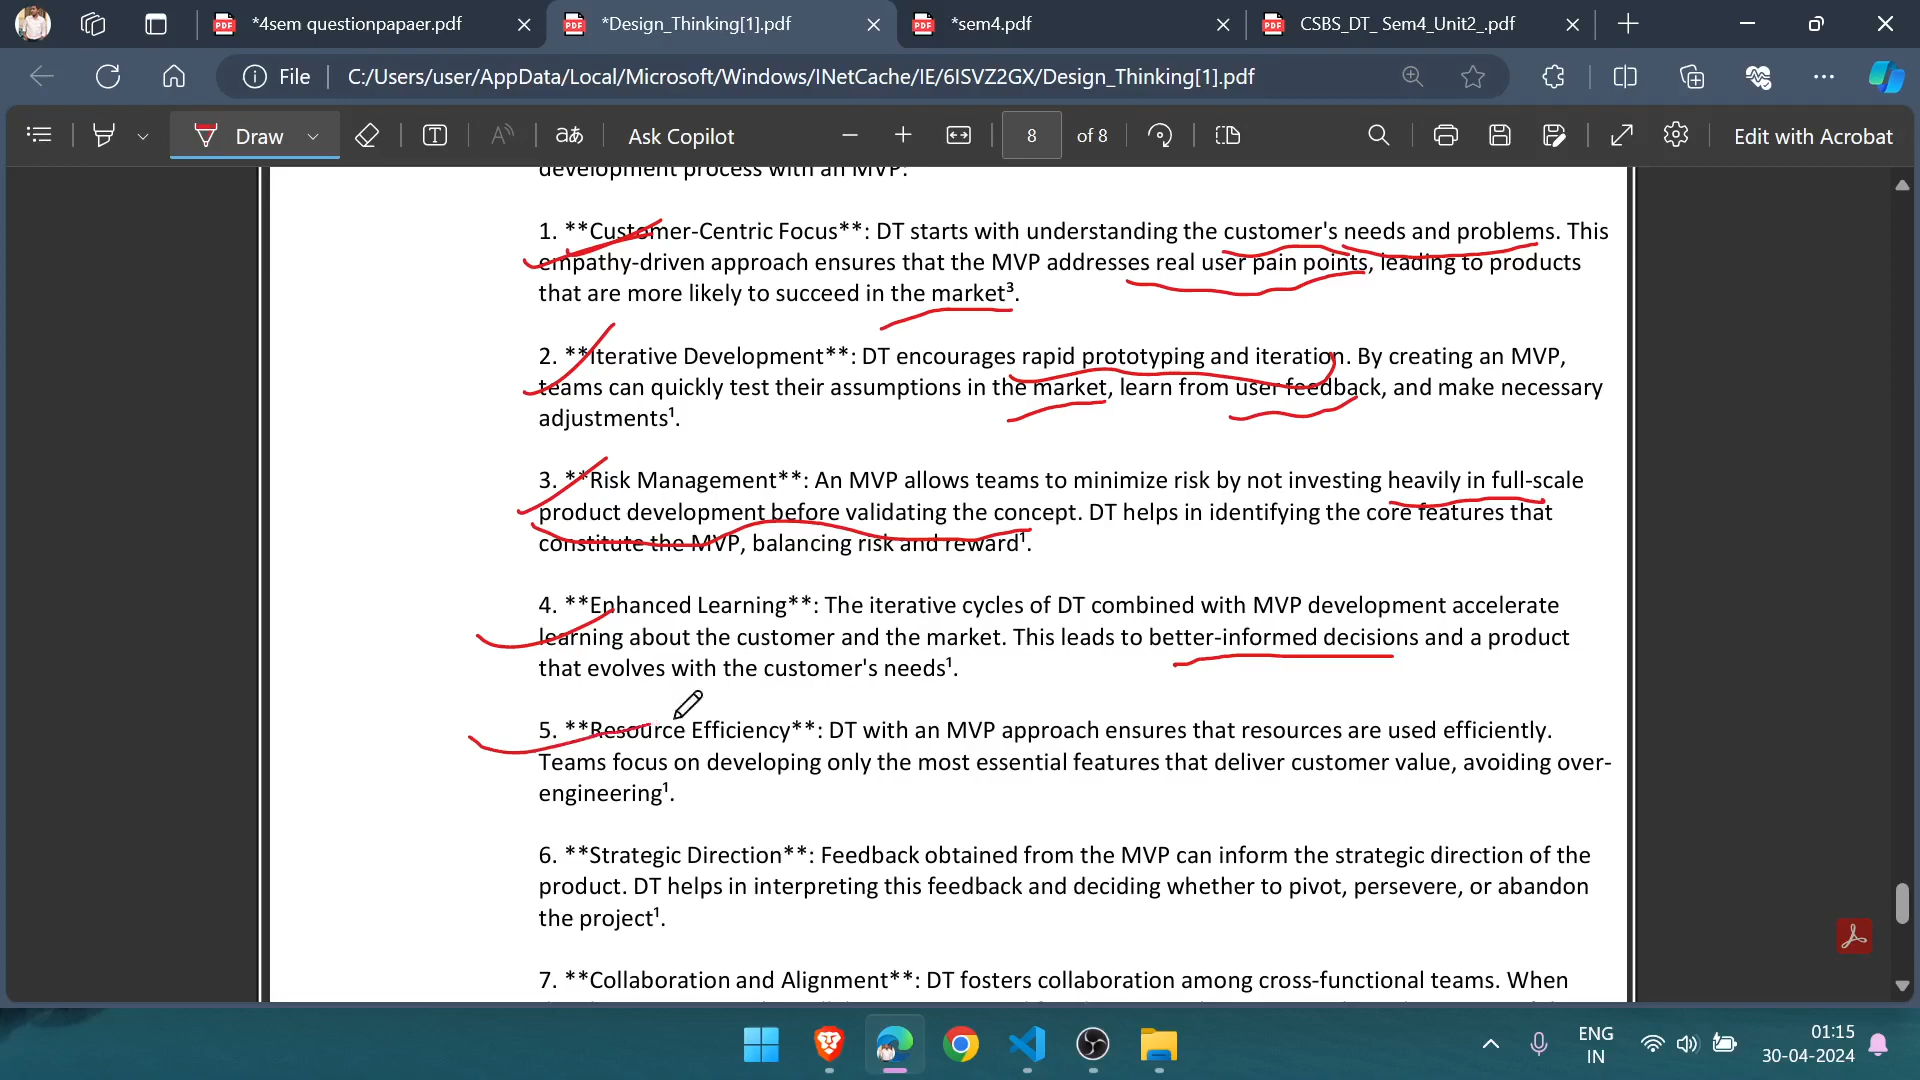 *4sem questionpapaer.pdf
*Design_Thinking[1].pdf
*sem4.pdf
CSBS_DT_ Sem4_Unit2_.pdf
File
C:/Users/user/AppData/Local/Microsoft/Windows/INetCache/IE/6ISVZ2GX/Design_Thinking[1].pdf
Draw
Ask Copilot
8 of 8
Edit with Acrobat
development process with an MVP.
1. **Customer-Centric Focus**: DT starts with understanding the customer's needs and problems. This
empathy-driven approach ensures that the MVP addresses real user pain points, leading to products
that are more likely to succeed in the market³.
2. **Iterative Development**: DT encourages rapid prototyping and iteration. By creating an MVP,
teams can quickly test their assumptions in the market, learn from user feedback, and make necessary
adjustments¹.
3. **Risk Management**: An MVP allows teams to minimize risk by not investing heavily in full-scale
product development before validating the concept. DT helps in identifying the core features that
constitute the MVP, balancing risk and reward¹.
4. **Enhanced Learning**: The iterative cycles of DT combined with MVP development accelerate
learning about the customer and the market. This leads to better-informed decisions and a product
that evolves with the customer's needs¹.
5. **Resource Efficiency**: DT with an MVP approach ensures that resources are used efficiently.
Teams focus on developing only the most essential features that deliver customer value, avoiding over-
engineering¹.
6. **Strategic Direction**: Feedback obtained from the MVP can inform the strategic direction of the
product. DT helps in interpreting this feedback and deciding whether to pivot, persevere, or abandon
the project¹.
7. **Collaboration and Alignment**: DT fosters collaboration among cross-functional teams. When
ENG
IN
01:15
30-04-2024